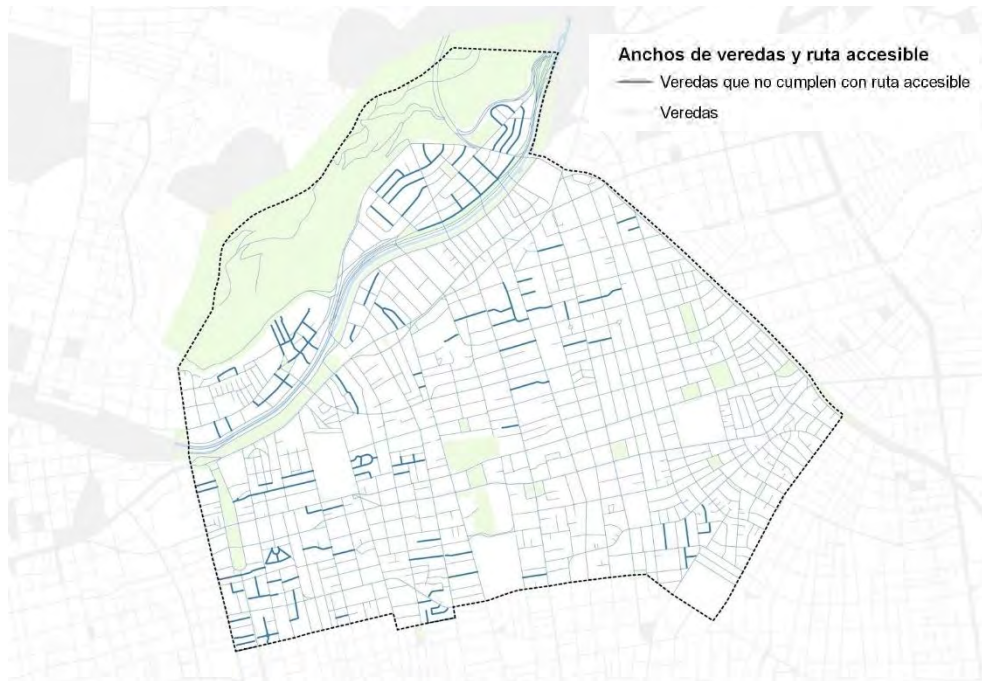 Anchos de veredas y ruta accesible
Veredas que no cumplen con ruta accesible
Veredas